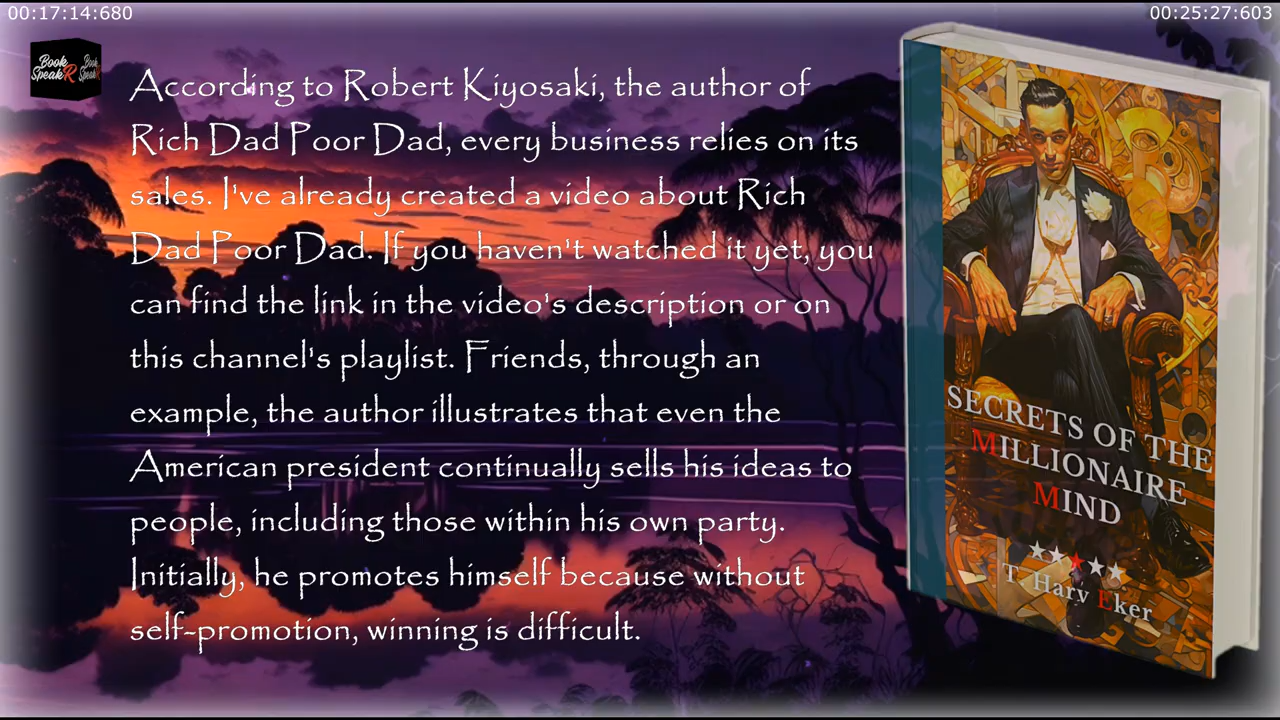 00:17:14:680
00:25:27:603
Book
SpeakR
Book
SpeakR
According to Robert Kiyosaki, the author of
Rich Dad Poor Dad, every business relies on its
sales. I've already created a video about Rich
Dad Poor Dad. If you haven't watched it yet, you
can find the link in the video's description or on
this channel's playlist. Friends, through an
example, the author illustrates that even the
American president continually sells his ideas to
people, including those within his own party.
Initially, he promotes himself because without
self-promotion, winning is difficult.
SECRETS OF THE
MILLIONAIRE
MIND
T. Harv Eker